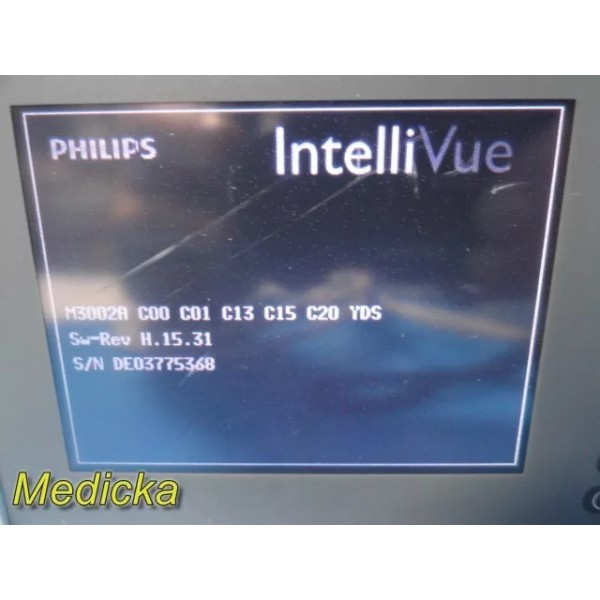 PHILIPS
IntelliVue
M3002A C00 C01 C13 C15 C20 YDS
Sw-Rev H.15.31
S/N DE03775368
Medicka